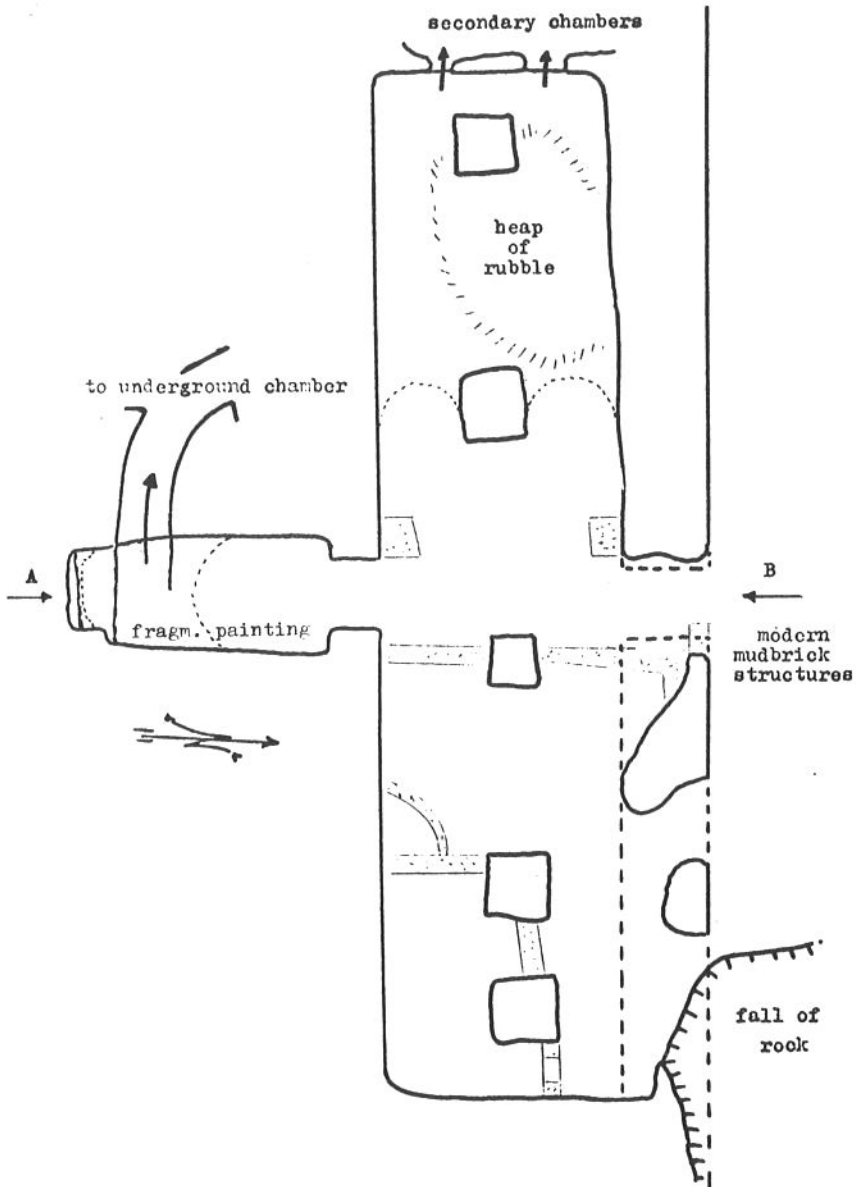 secondary chambers
heap
of
rubble
to underground chamber
A
B
fragm. painting
modern
mudbrick
structures
fall of
rock